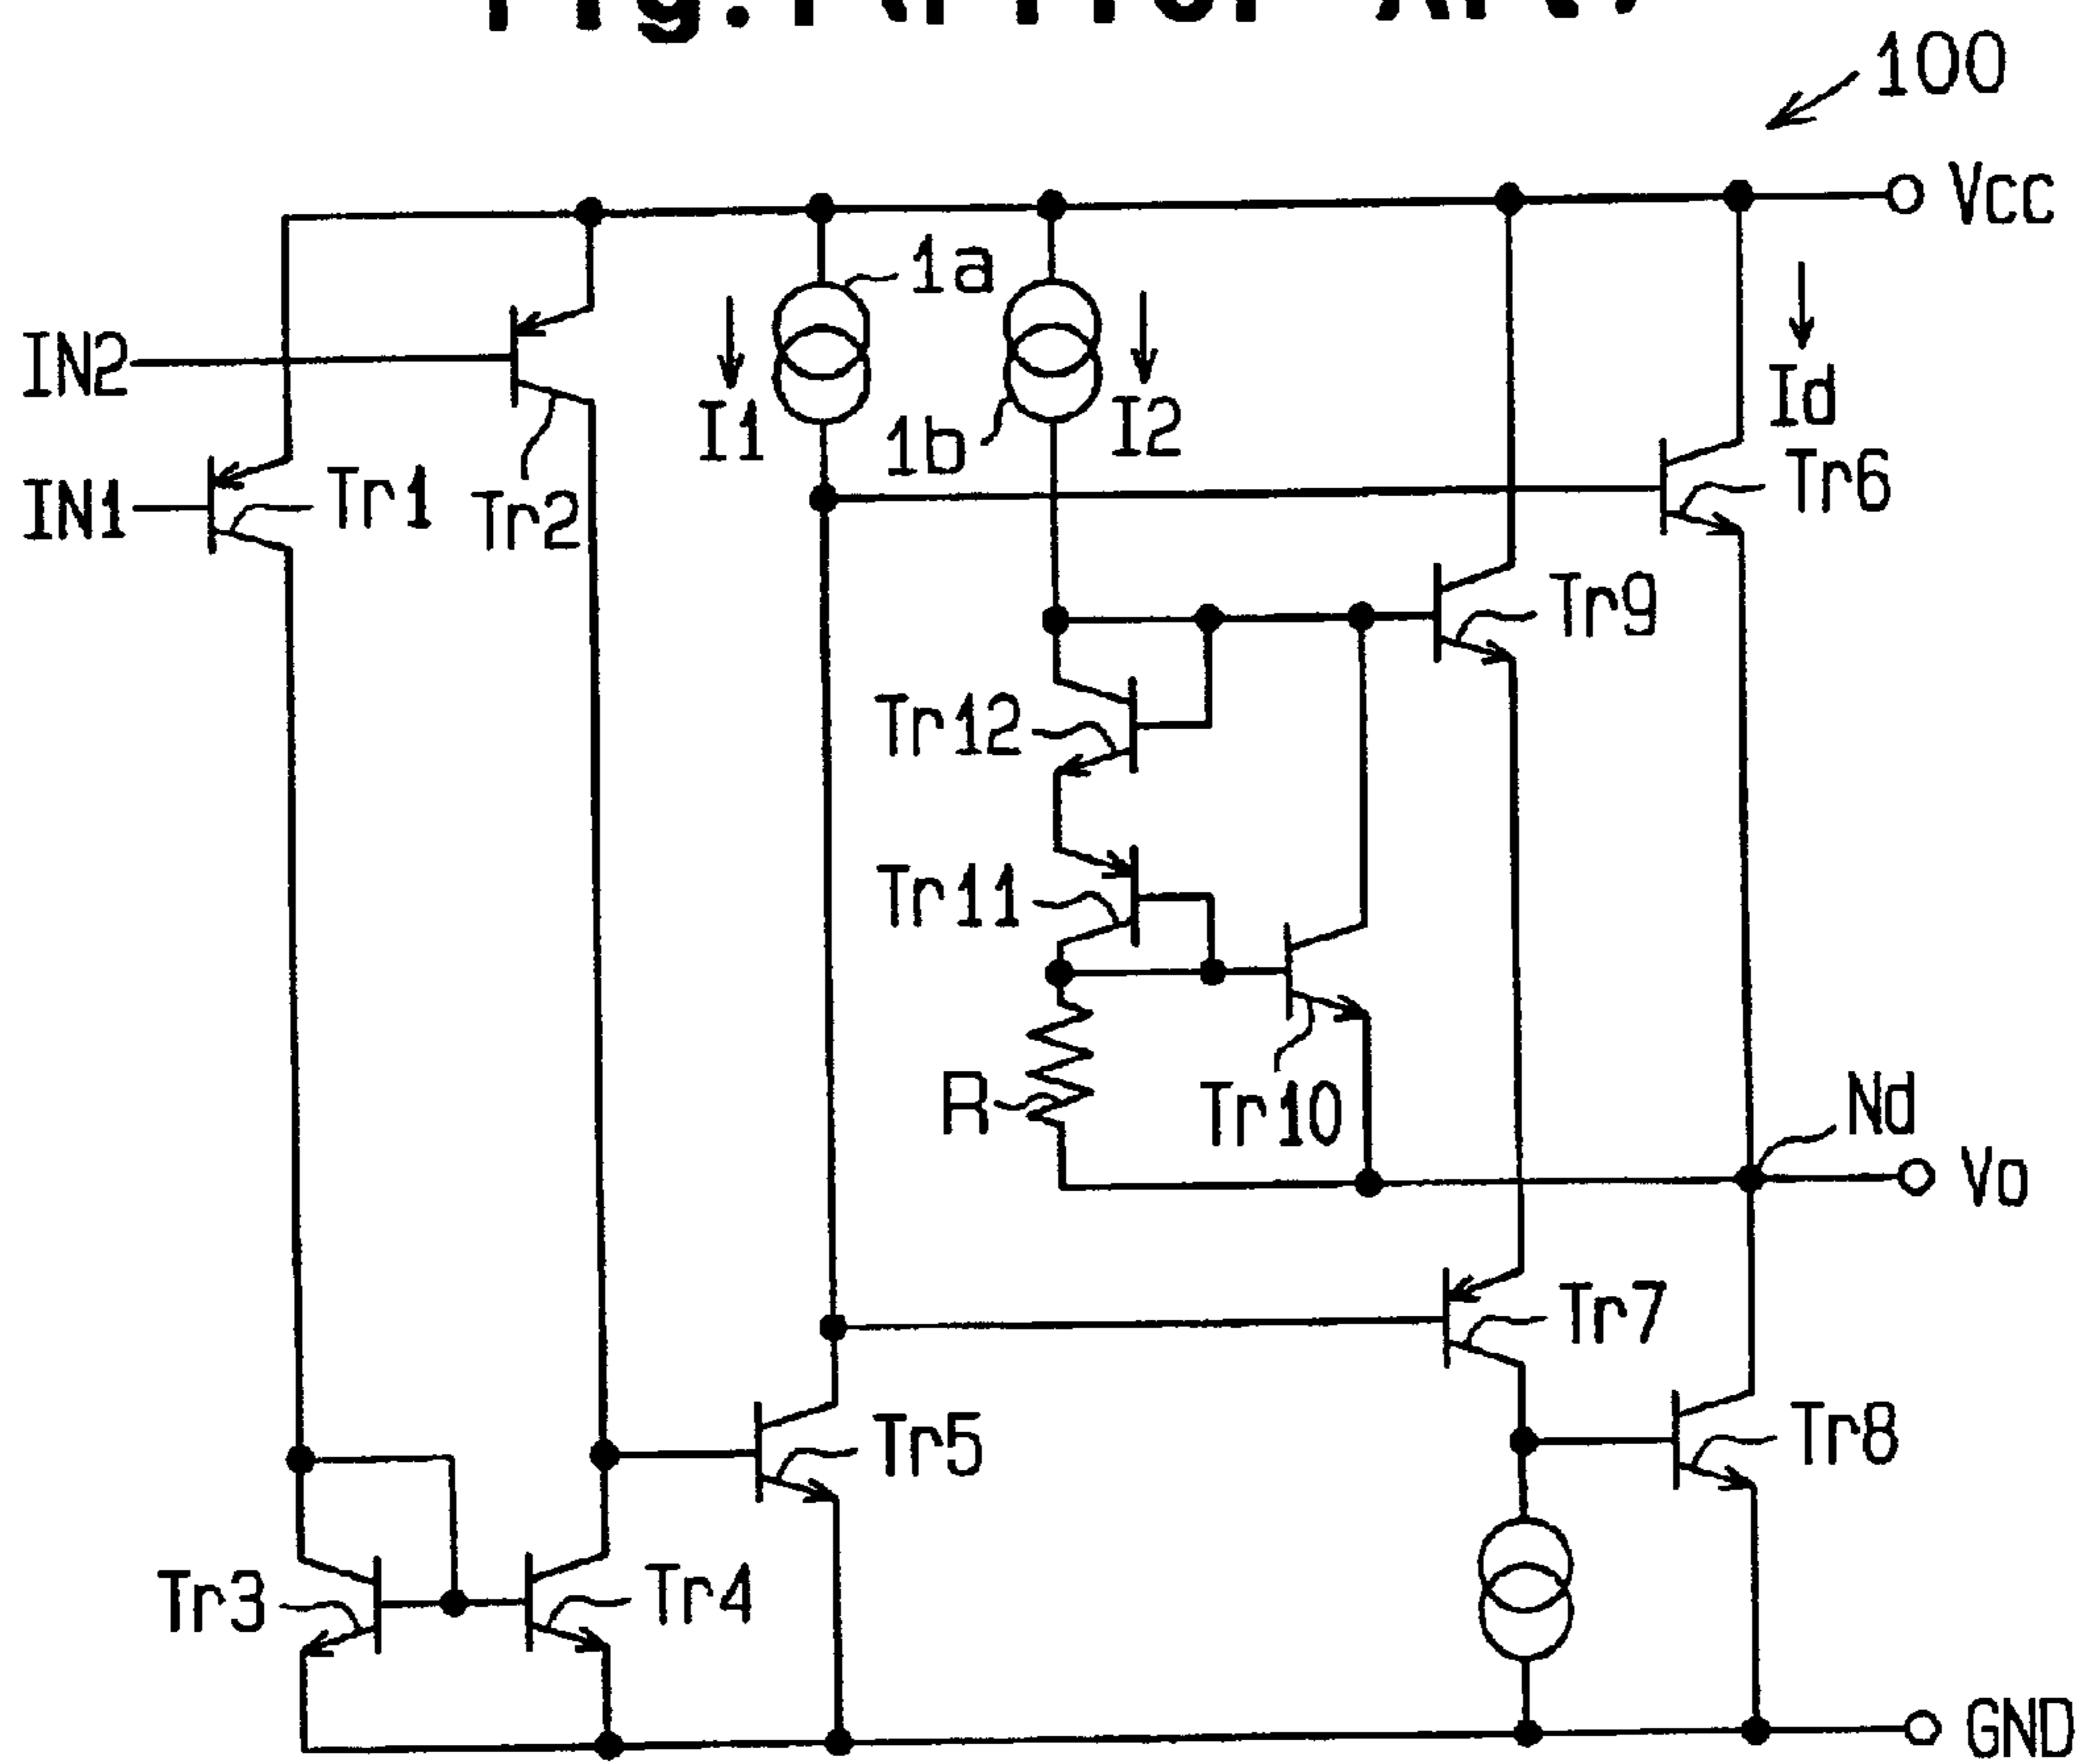 100
Vcc
1a
IN2
Id
I1
1b
I2
Tr6
IN1
Tr1
Tr2
Tr9
Tr12
Tr11
R
Tr10
Nd
Vo
Tr7
Tr5
Tr8
Tr3
Tr4
GND